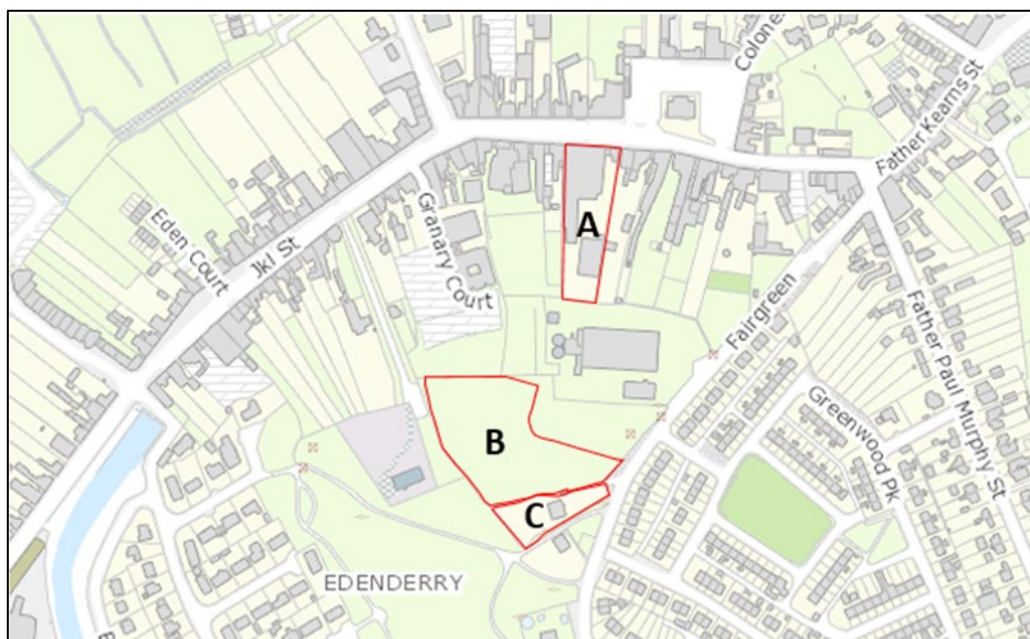 Colone
Father Kearns St
A
Eden Court
Jkl St
Granary Court
Fairgreen
Father Paul Murphy St
Greenwood Pk
B
C
EDENDERRY